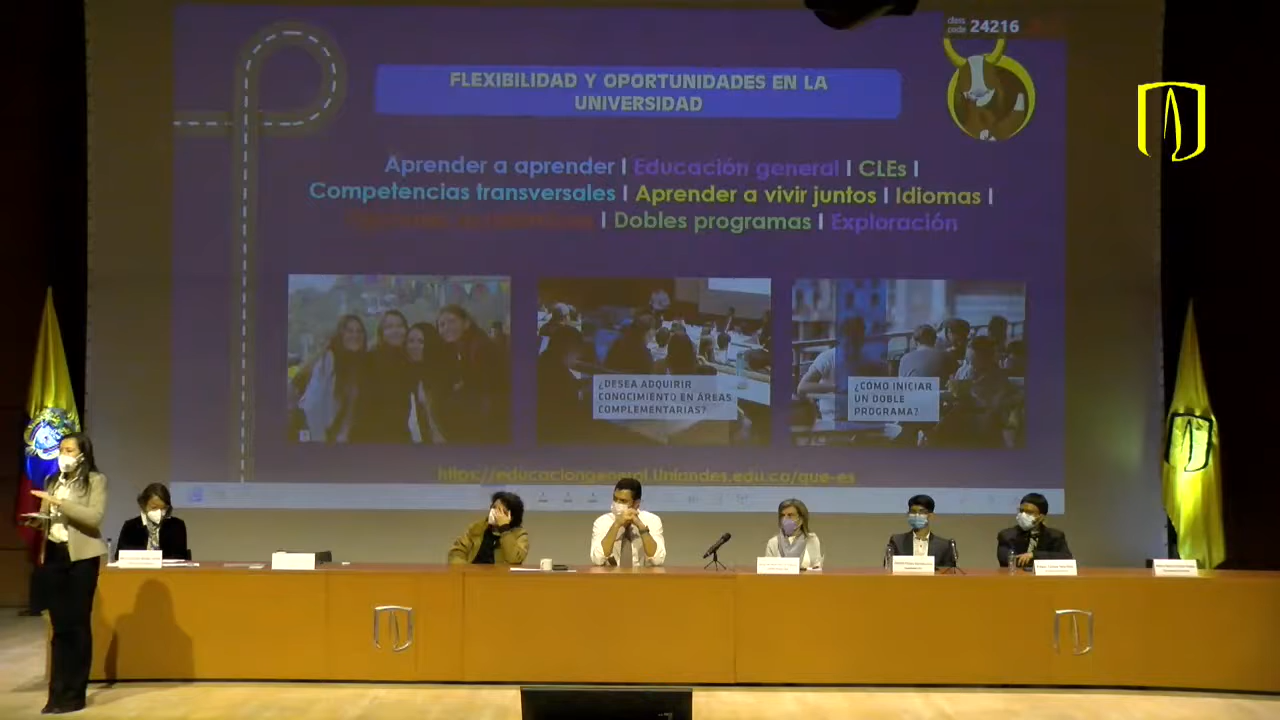 class
code 24216
FLEXIBILIDAD Y OPORTUNIDADES EN LA
UNIVERSIDAD
Aprender a aprender | Educación general | CLEs |
Competencias transversales | Aprender a vivir juntos | Idiomas |
| Dobles programas | Exploración
¿DESEA ADQUIRIR
CONOCIMIENTO EN ÁREAS
COMPLEMENTARIAS?
¿CÓMO INICIAR
UN DOBLE
PROGRAMA?
https://educaciongeneral.Uniandes.edu.co/que-es